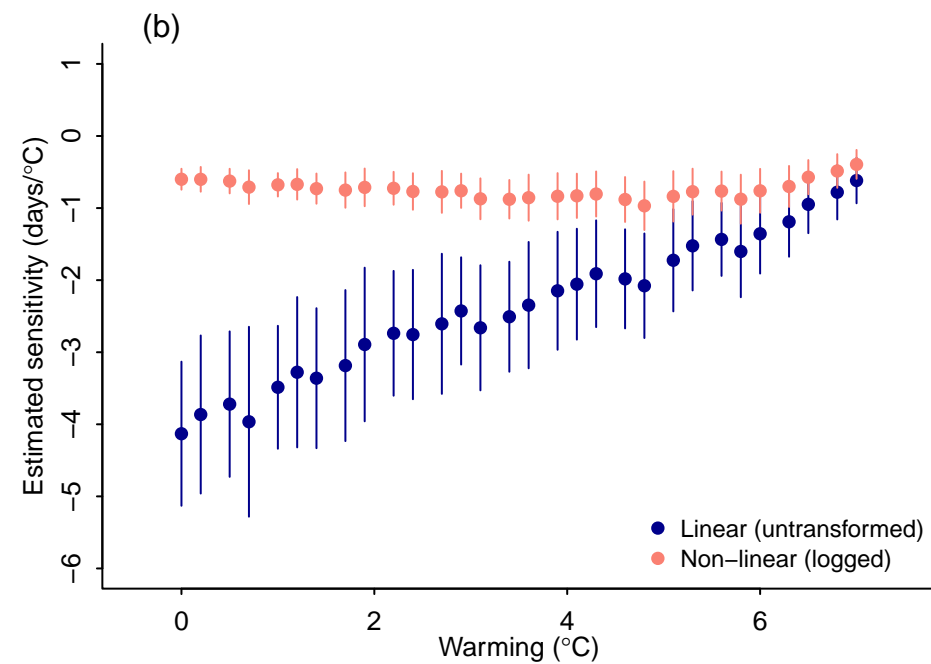 (b)
Estimated sensitivity (days/°C)
1
0
−1
−2
−3
−4
−5
−6
Linear (untransformed)
Non−linear (logged)
0 2 4 6
Warming (°C)